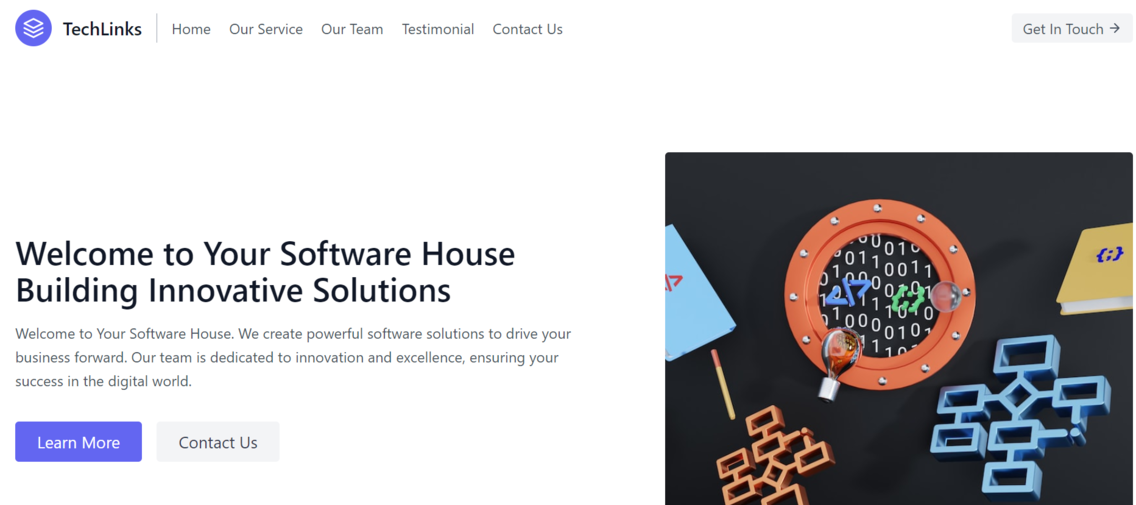 TechLinks
Home
Our Service
Our Team
Testimonial
Contact Us
Get In Touch →
Welcome to Your Software House
Building Innovative Solutions
Welcome to Your Software House. We create powerful software solutions to drive your
business forward. Our team is dedicated to innovation and excellence, ensuring your
success in the digital world.
Learn More
Contact Us